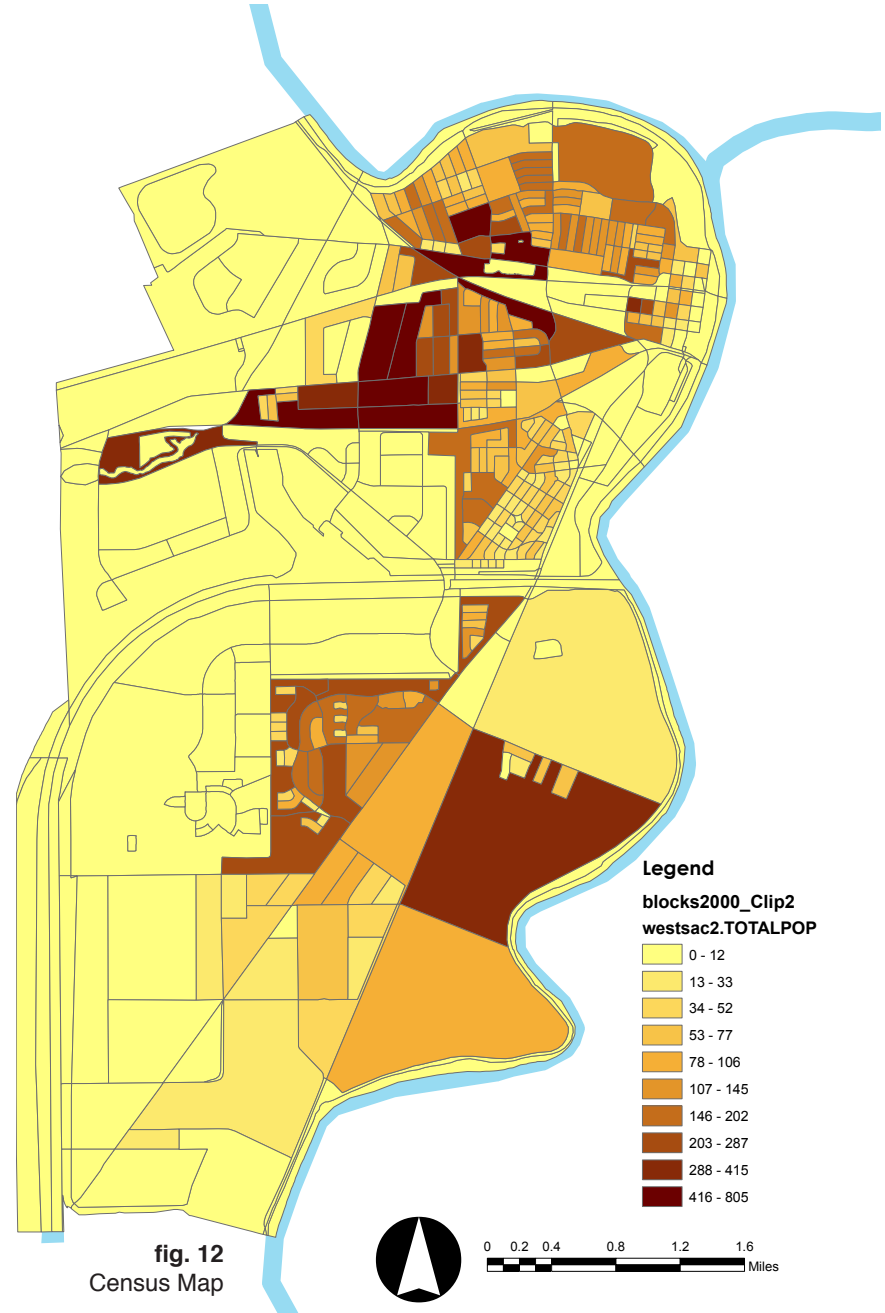 Legend
blocks2000_Clip2
westsac2.TOTALPOP
0 - 12
13 - 33
34 - 52
53 - 77
78 - 106
107 - 145
146 - 202
203 - 287
288 - 415
416 - 805
fig. 12
Census Map
0 0.2 0.4 0.8 1.2 1.6
Miles